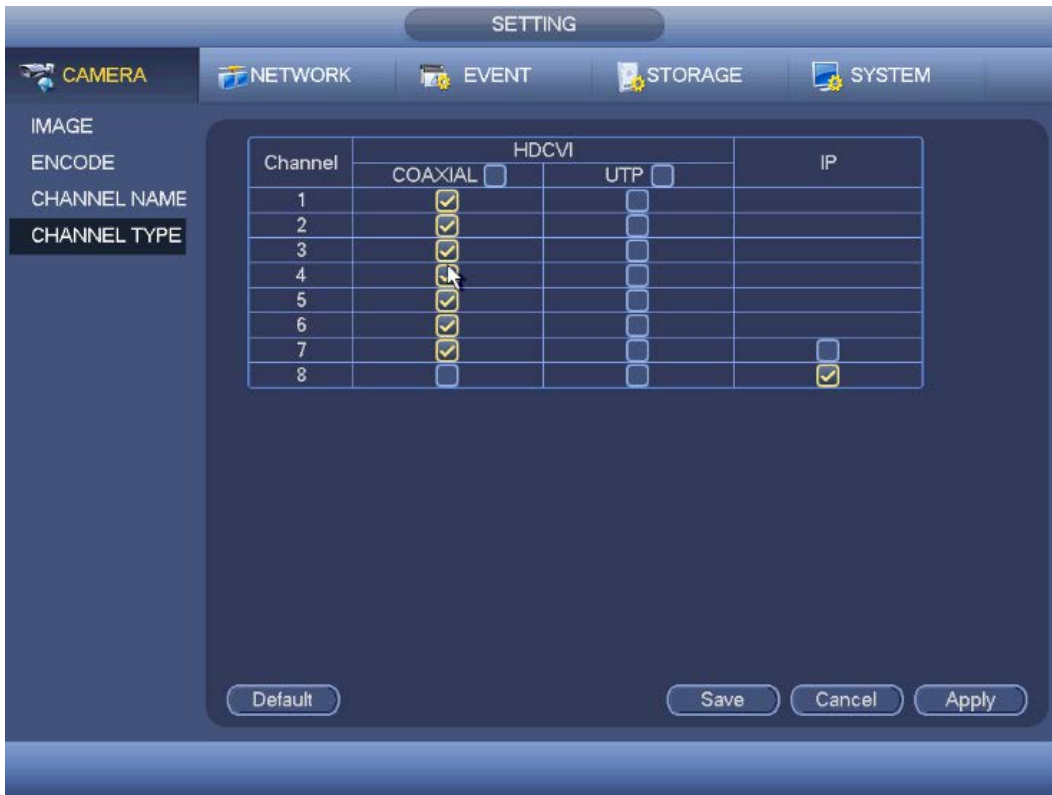 SETTING
CAMERA NETWORK EVENT STORAGE SYSTEM
IMAGE
ENCODE
CHANNEL NAME
CHANNEL TYPE
Channel HDCVI IP
COAXIAL UTP
1
2
3
4
5
6
7
8
Default Save Cancel Apply